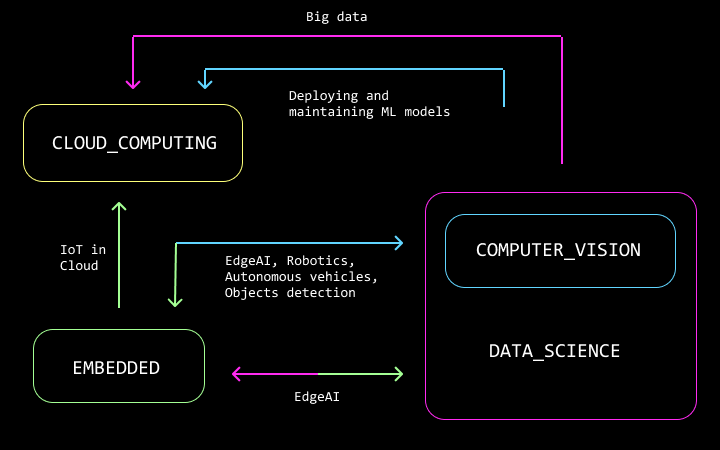 Big data
Deploying and
maintaining ML models
CLOUD_COMPUTING
IoT in
Cloud
EdgeAI, Robotics,
Autonomous vehicles,
Objects detection
COMPUTER_VISION
DATA_SCIENCE
EMBEDDED
EdgeAI